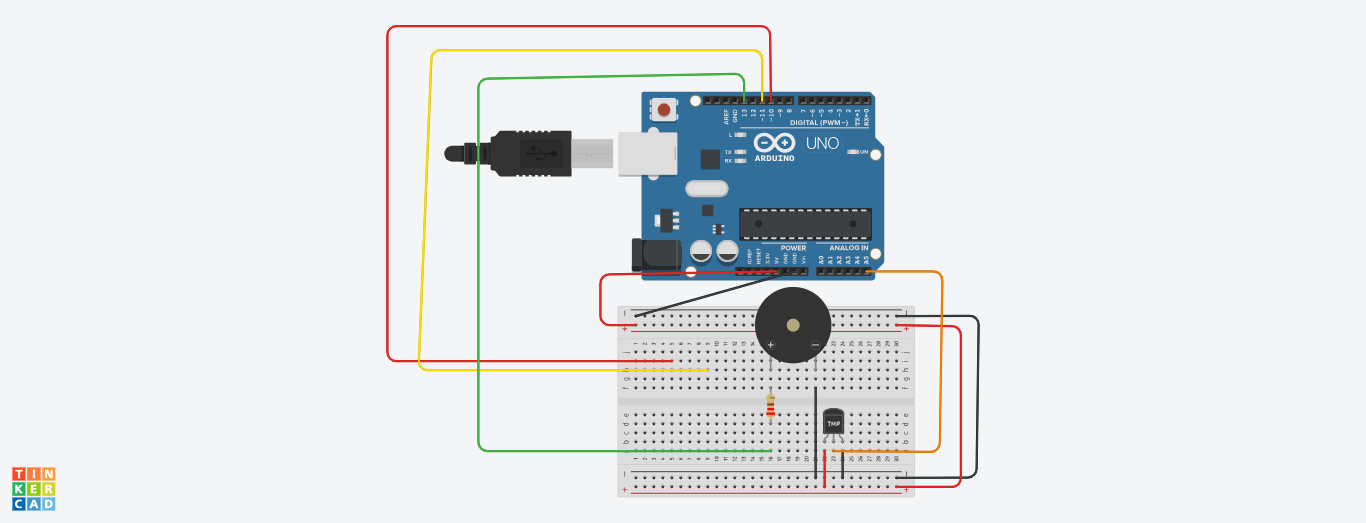 AREF
GND
13
12
~11
~10
~9
8
7
~6
~5
4
~3
2
TX→1
RX←0
DIGITAL (PWM~)
L
TX
RX
UNO
ARDUINO
ON
POWER
ANALOG IN
IOREF
RESET
3.3V
5V
GND
GND
Vin
A0
A1
A2
A3
A4
A5
TMP
TIN
KER
CAD